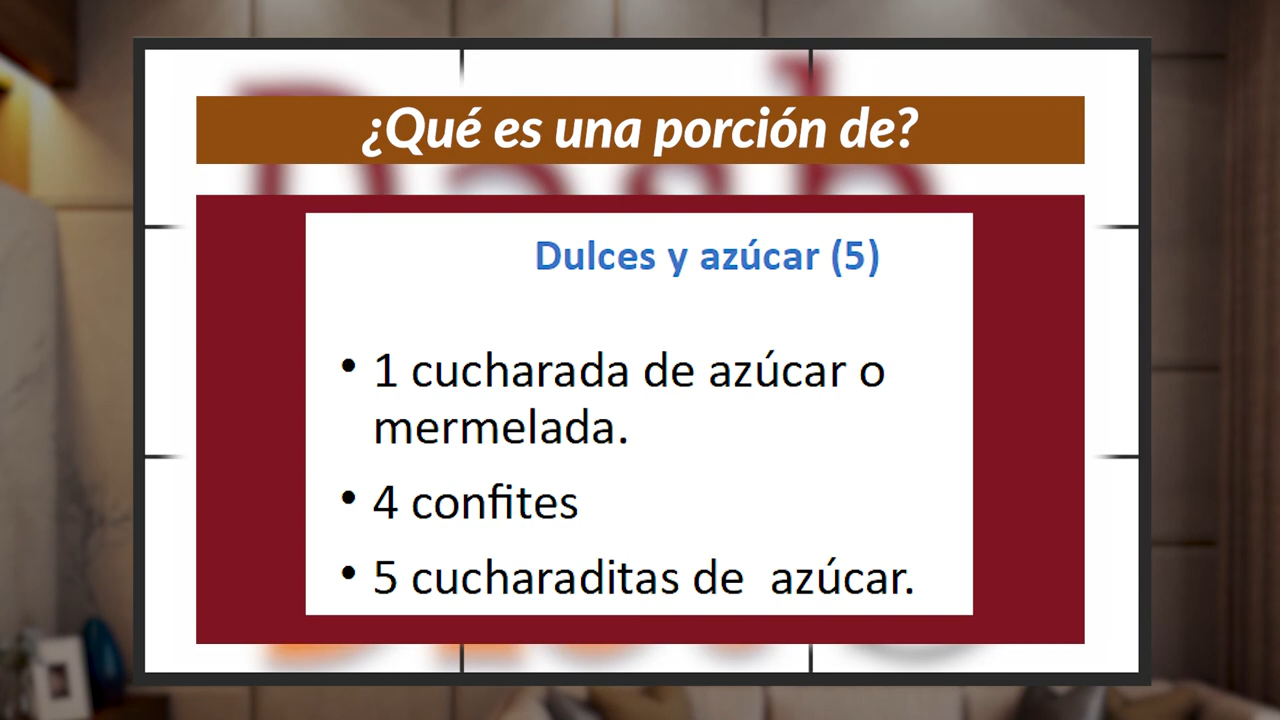 ¿Qué es una porción de?
Dulces y azúcar (5)
• 1 cucharada de azúcar o
mermelada.
• 4 confites
• 5 cucharaditas de  azúcar.